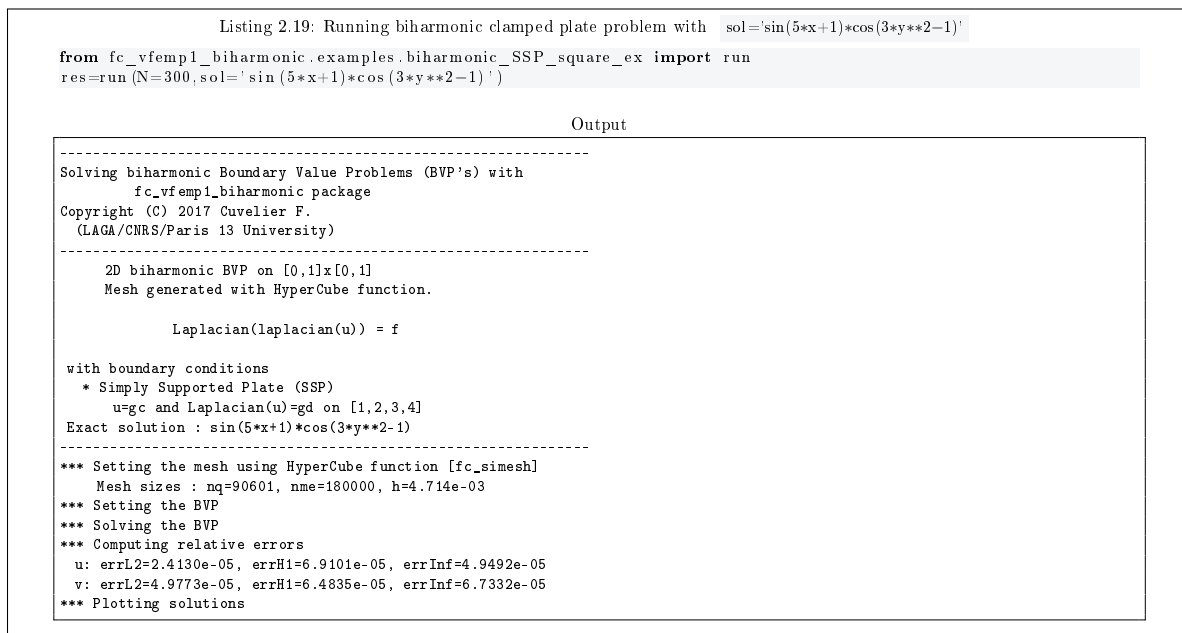 Listing 2.19: Running biharmonic clamped plate problem with sol='sin(5*x+1)*cos(3*y**2-1)'
from fc_vfemp1_biharmonic.examples.biharmonic_SSP_square_ex import run
res=run(N=300,sol='sin(5*x+1)*cos(3*y**2-1)')
Output
----------------------------------------------------------------
Solving biharmonic Boundary Value Problems (BVP's) with
fc_vfemp1_biharmonic package
Copyright (C) 2017 Cuvelier F.
(LAGA/CNRS/Paris 13 University)
----------------------------------------------------------------
2D biharmonic BVP on [0,1]x[0,1]
Mesh generated with HyperCube function.
Laplacian(laplacian(u)) = f
with boundary conditions
* Simply Supported Plate (SSP)
u=gc and Laplacian(u)=gd on [1,2,3,4]
Exact solution : sin(5*x+1)*cos(3*y**2-1)
----------------------------------------------------------------
*** Setting the mesh using HyperCube function [fc_simesh]
Mesh sizes : nq=90601, nme=180000, h=4.714e-03
*** Setting the BVP
*** Solving the BVP
*** Computing relative errors
u: errL2=2.4130e-05, errH1=6.9101e-05, errInf=4.9492e-05
v: errL2=4.9773e-05, errH1=6.4835e-05, errInf=6.7332e-05
*** Plotting solutions